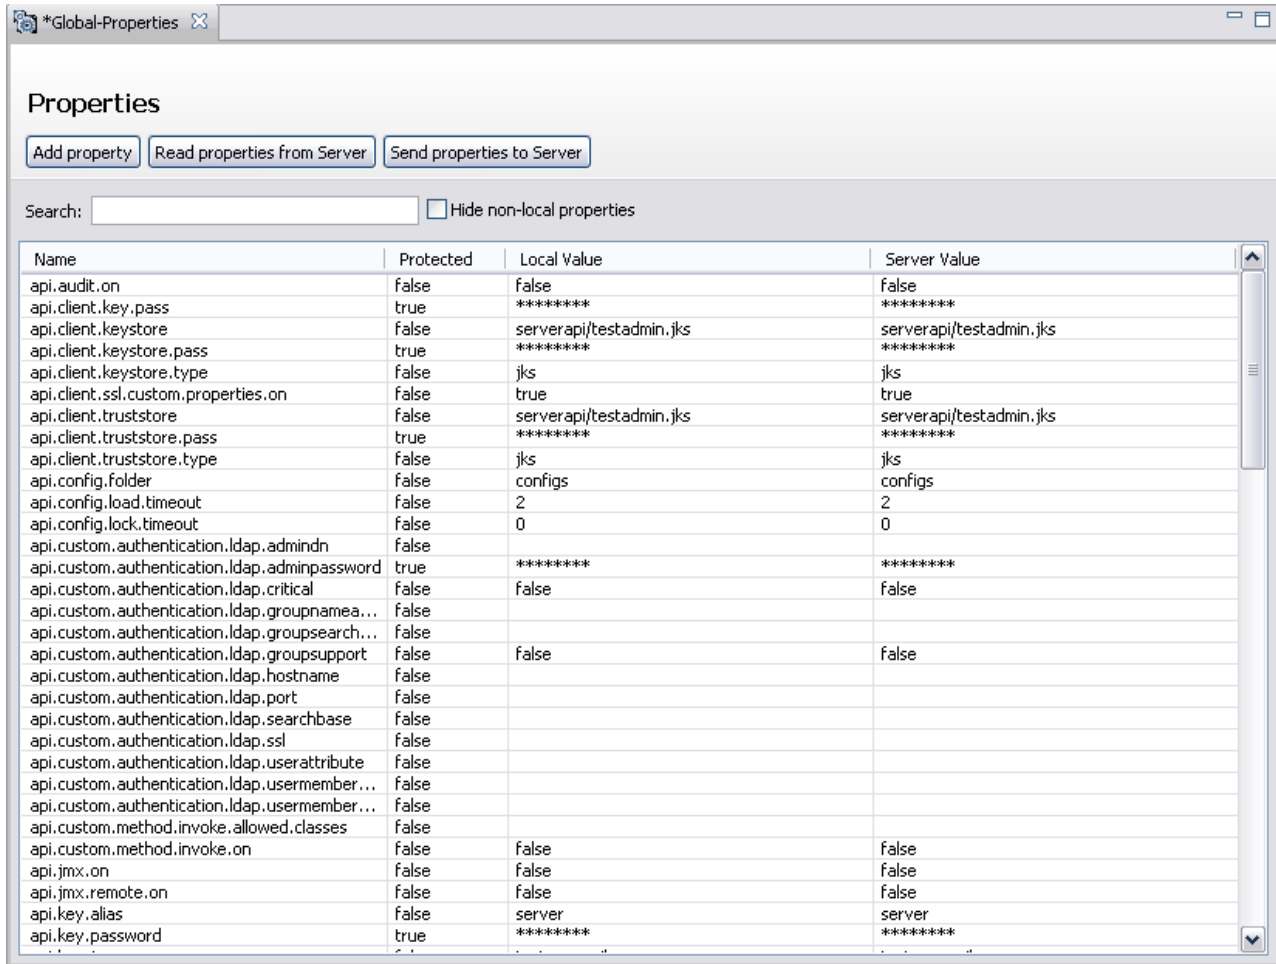 *Global-Properties
Properties
Add property Read properties from Server Send properties to Server
Search: Hide non-local properties
Name Protected Local Value Server Value
api.audit.on false false false
api.client.key.pass true ******** ********
api.client.keystore false serverapi/testadmin.jks serverapi/testadmin.jks
api.client.keystore.pass true ******** ********
api.client.keystore.type false jks jks
api.client.ssl.custom.properties.on false true true
api.client.truststore false serverapi/testadmin.jks serverapi/testadmin.jks
api.client.truststore.pass true ******** ********
api.client.truststore.type false jks jks
api.config.folder false configs configs
api.config.load.timeout false 2 2
api.config.lock.timeout false 0 0
api.custom.authentication.ldap.admindn false
api.custom.authentication.ldap.adminpassword true ******** ********
api.custom.authentication.ldap.critical false false false
api.custom.authentication.ldap.groupnamea... false
api.custom.authentication.ldap.groupsearch... false
api.custom.authentication.ldap.groupsupport false false false
api.custom.authentication.ldap.hostname false
api.custom.authentication.ldap.port false
api.custom.authentication.ldap.searchbase false
api.custom.authentication.ldap.ssl false
api.custom.authentication.ldap.userattribute false
api.custom.authentication.ldap.usermember... false
api.custom.authentication.ldap.usermember... false
api.custom.method.invoke.allowed.classes false
api.custom.method.invoke.on false false false
api.jmx.on false false false
api.jmx.remote.on false false false
api.key.alias false server server
api.key.password true ******** ********